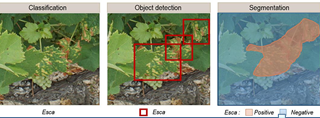 Classification
Object detection
Segmentation
Esca
Esca
Esca : Positive Negative